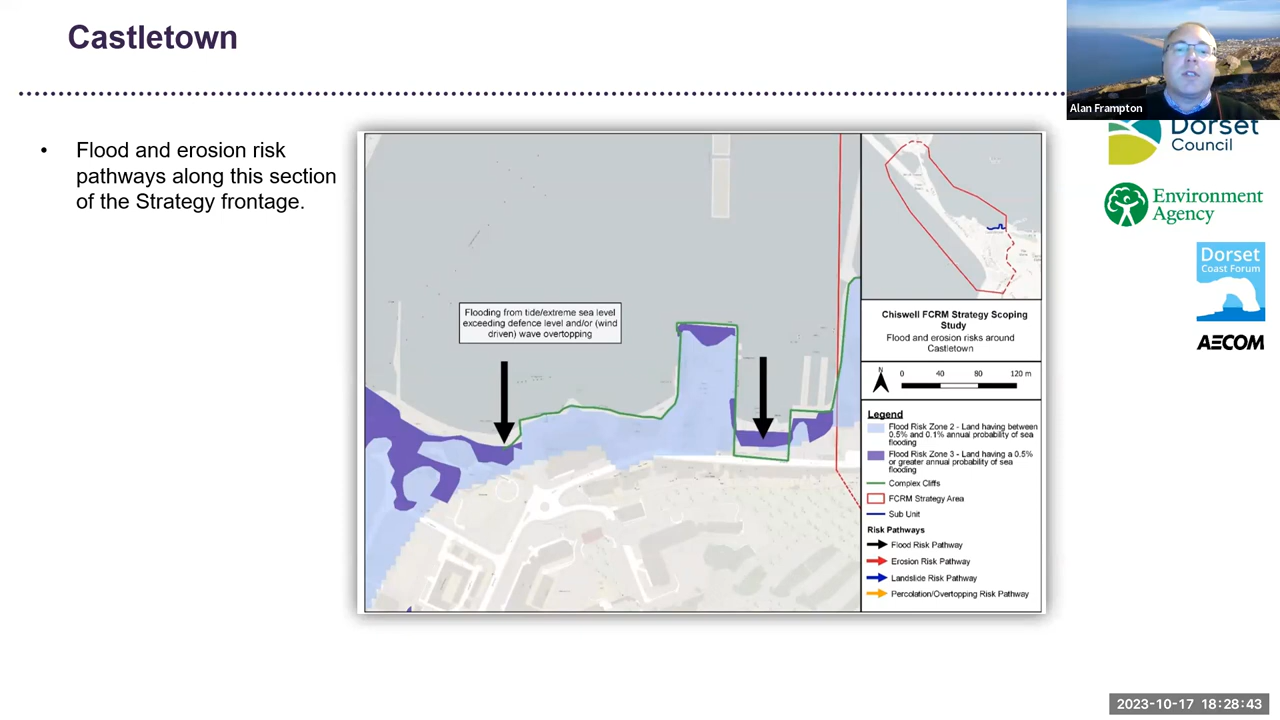 Castletown
Alan Frampton
• Flood and erosion risk
pathways along this section
of the Strategy frontage.
Flooding from tide/extreme sea level
exceeding defence level and/or (wind
driven) wave overtopping
Chiswell FCRM Strategy Scoping
Study
Flood and erosion risks around
Castletown
N
0 40 80 120 m
Legend
Flood Risk Zone 2 - Land having between
0.5% and 0.1% annual probability of sea
flooding
Flood Risk Zone 3 - Land having a 0.5%
or greater annual probability of sea
flooding
Complex Cliffs
FCRM Strategy Area
Sub Unit
Risk Pathways
Flood Risk Pathway
Erosion Risk Pathway
Landslide Risk Pathway
Percolation/Overtopping Risk Pathway
Dorset
Council
Environment
Agency
Dorset
Coast Forum
AECOM
2023-10-17 18:28:43